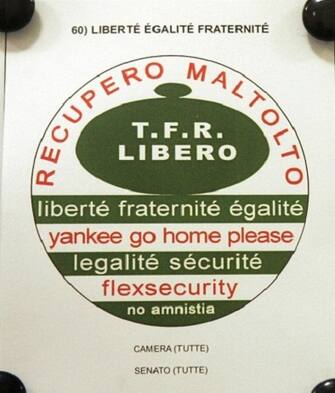 60) LIBERTÉ ÉGALITÉ FRATERNITÉ
RECUPERO MALTOLTO
T.F.R.
LIBERO
liberté fraternité égalité
yankee go home please
legalité sécurité
flexsecurity
no amnistia
CAMERA (TUTTE)
SENATO (TUTTE)